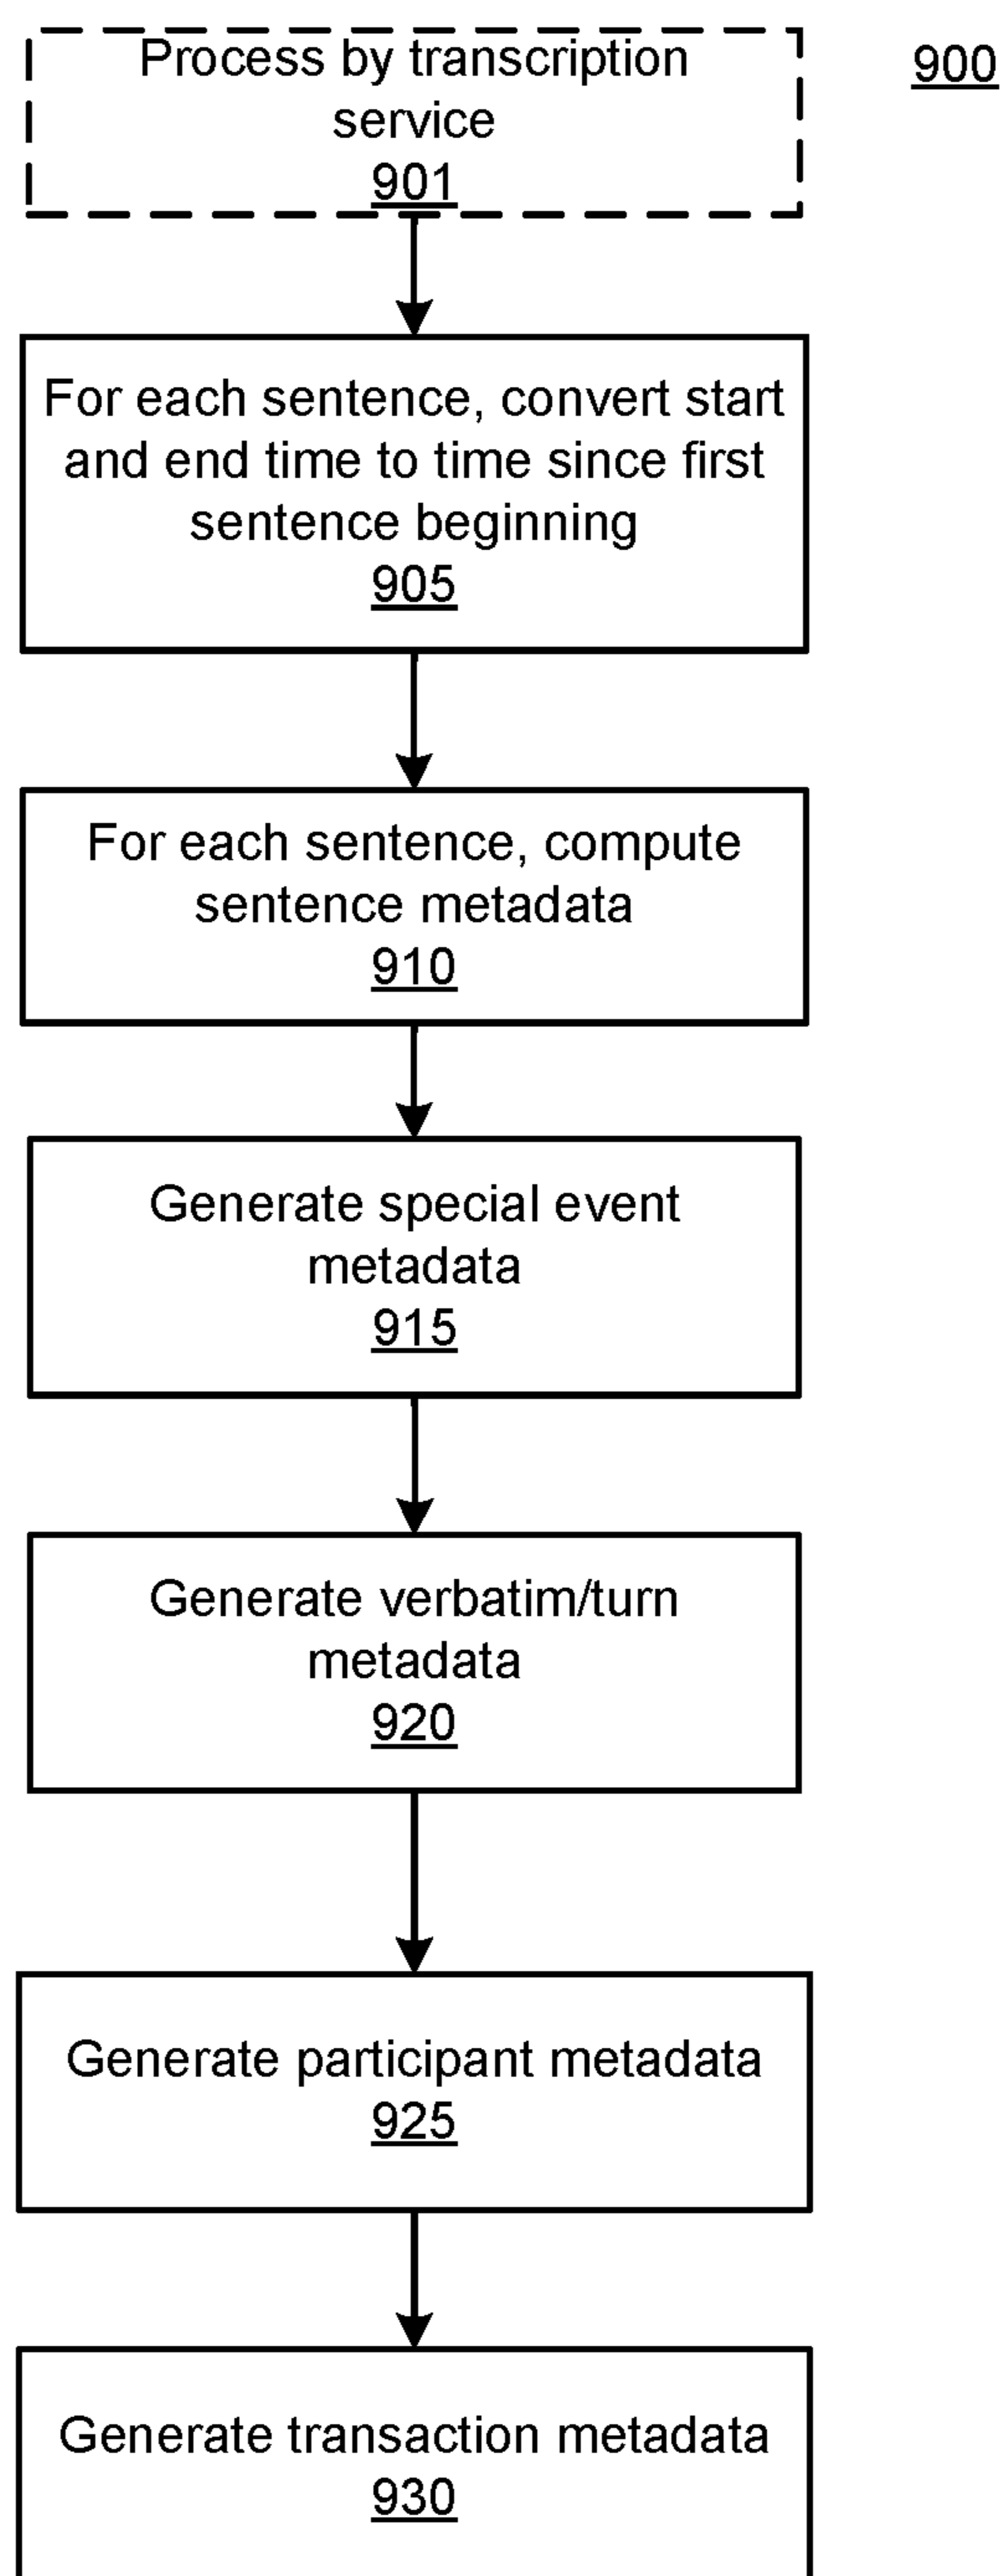 Process by transcription
service
901
900
For each sentence, convert start
and end time to time since first
sentence beginning
905
For each sentence, compute
sentence metadata
910
Generate special event
metadata
915
Generate verbatim/turn
metadata
920
Generate participant metadata
925
Generate transaction metadata
930